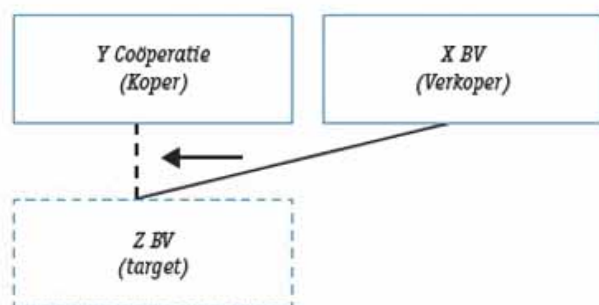 Y Coöperatie
(Koper)
X BV
(Verkoper)
Z BV
(target)